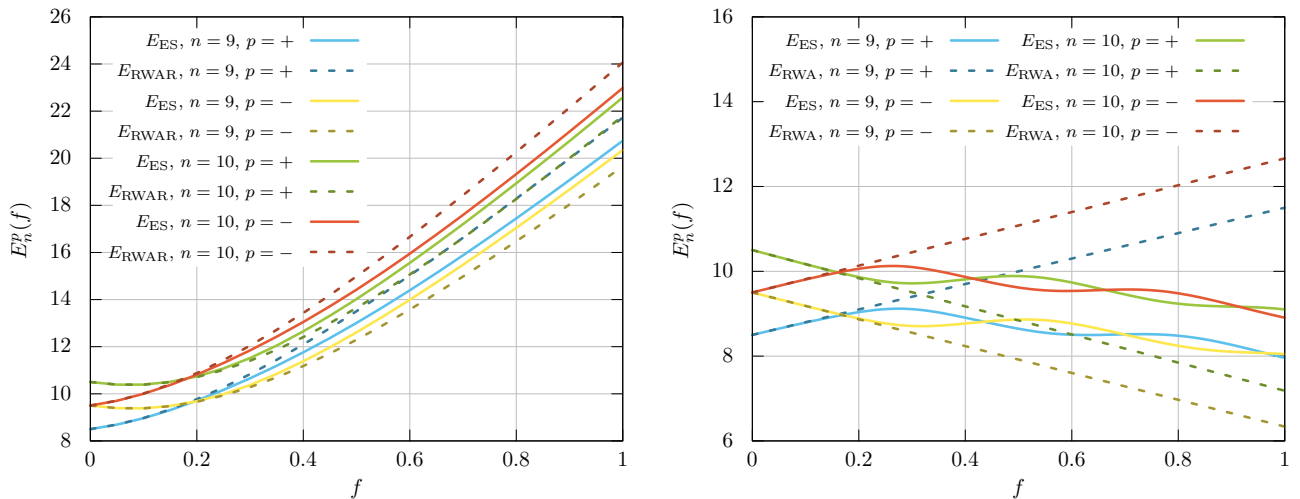 26
24
22
20
18
16
14
12
10
8
E_n^p(f)
E_ES, n = 9, p = +
E_RWAR, n = 9, p = +
E_ES, n = 9, p = −
E_RWAR, n = 9, p = −
E_ES, n = 10, p = +
E_RWAR, n = 10, p = +
E_ES, n = 10, p = −
E_RWAR, n = 10, p = −
0 0.2 0.4 0.6 0.8 1
f
16
14
12
10
8
6
E_n^p(f)
E_ES, n = 9, p = +
E_RWA, n = 9, p = +
E_ES, n = 9, p = −
E_RWA, n = 9, p = −
E_ES, n = 10, p = +
E_RWA, n = 10, p = +
E_ES, n = 10, p = −
E_RWA, n = 10, p = −
0 0.2 0.4 0.6 0.8 1
f